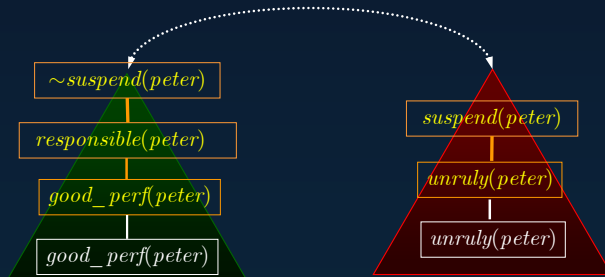 ∼suspend(peter)
responsible(peter)
good_perf(peter)
good_perf(peter)
suspend(peter)
unruly(peter)
unruly(peter)